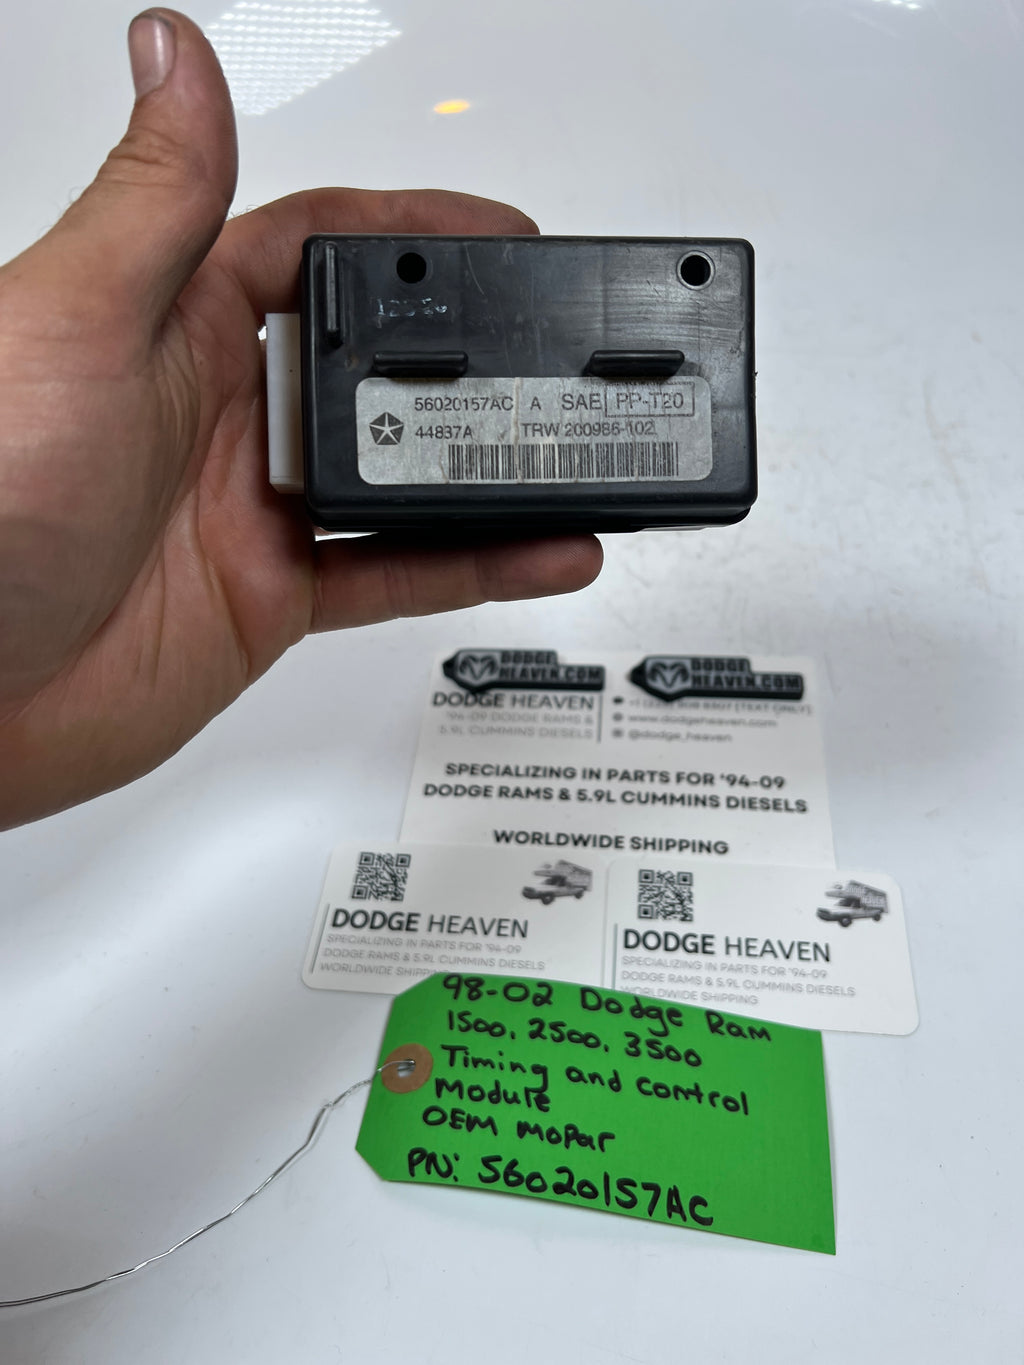 56020157AC A SAE PP-T20
44837A TRW 200986-102
DODGE
HEAVEN.COM
DODGE
HEAVEN.COM
DODGE HEAVEN
'94-09 DODGE RAMS &
5.9L CUMMINS DIESELS
(TEXT ONLY)
www.dodgeheaven.com
@dodge_heaven
SPECIALIZING IN PARTS FOR '94-09
DODGE RAMS & 5.9L CUMMINS DIESELS
WORLDWIDE SHIPPING
DODGE HEAVEN
SPECIALIZING IN PARTS FOR '94-09
DODGE RAMS & 5.9L CUMMINS DIESELS
WORLDWIDE SHIPPING
DODGE HEAVEN
SPECIALIZING IN PARTS FOR '94-09
DODGE RAMS & 5.9L CUMMINS DIESELS
WORLDWIDE SHIPPING
98-02 Dodge Ram
1500, 2500, 3500
Timing and control
Module
OEM mopar
PN: 56020157AC